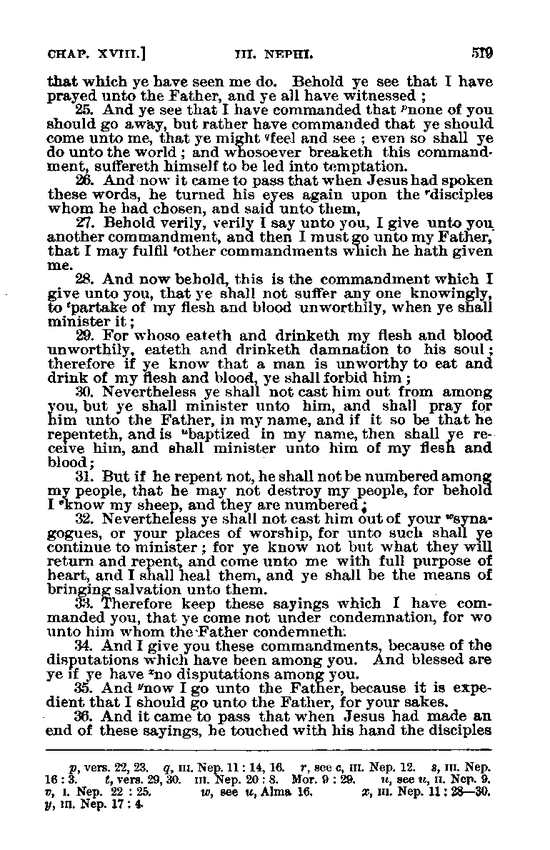 CHAP. XVIII.] III. NEPHI. 519
that which ye have seen me do. Behold ye see that I have
prayed unto the Father, and ye all have witnessed ;
25. And ye see that I have commanded that pnone of you
should go away, but rather have commanded that ye should
come unto me, that ye might qfeel and see ; even so shall ye
do unto the world ; and whosoever breaketh this command-
ment, suffereth himself to be led into temptation.
26. And now it came to pass that when Jesus had spoken
these words, he turned his eyes again upon the rdisciples
whom he had chosen, and said unto them,
27. Behold verily, verily I say unto you, I give unto you
another commandment, and then I must go unto my Father,
that I may fulfil sother commandments which he hath given
me.
28. And now behold, this is the commandment which I
give unto you, that ye shall not suffer any one knowingly,
to tpartake of my flesh and blood unworthily, when ye shall
minister it ;
29. For whoso eateth and drinketh my flesh and blood
unworthily, eateth and drinketh damnation to his soul ;
therefore if ye know that a man is unworthy to eat and
drink of my flesh and blood, ye shall forbid him ;
30. Nevertheless ye shall not cast him out from among
you, but ye shall minister unto him, and shall pray for
him unto the Father, in my name, and if it so be that he
repenteth, and is ubaptized in my name, then shall ye re-
ceive him, and shall minister unto him of my flesh and
blood ;
31. But if he repent not, he shall not be numbered among
my people, that he may not destroy my people, for behold
I vknow my sheep, and they are numbered ;
32. Nevertheless ye shall not cast him out of your wsyna-
gogues, or your places of worship, for unto such shall ye
continue to minister ; for ye know not but what they will
return and repent, and come unto me with full purpose of
heart, and I shall heal them, and ye shall be the means of
bringing salvation unto them.
33. Therefore keep these sayings which I have com-
manded you, that ye come not under condemnation, for wo
unto him whom the Father condemneth.
34. And I give you these commandments, because of the
disputations which have been among you. And blessed are
ye if ye have xno disputations among you.
35. And ynow I go unto the Father, because it is expe-
dient that I should go unto the Father, for your sakes.
36. And it came to pass that when Jesus had made an
end of these sayings, he touched with his hand the disciples
p, vers. 22, 23. q, III. Nep. 11 : 14, 16. r, see c, III. Nep. 12. s, III. Nep.
16 : 3. t, vers. 29, 30. III. Nep. 20 : 8. Mor. 9 : 29. u, see u, II. Nep. 9.
v, I. Nep. 22 : 25. w, see u, Alma 16. x, III. Nep. 11 : 28—30.
y, III. Nep. 17 : 4.